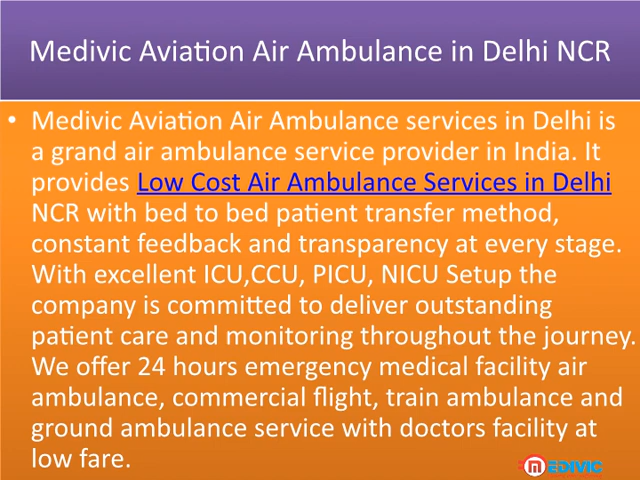 Medivic Aviation Air Ambulance in Delhi NCR
• Medivic Aviation Air Ambulance services in Delhi is
a grand air ambulance service provider in India. It
provides Low Cost Air Ambulance Services in Delhi
NCR with bed to bed patient transfer method,
constant feedback and transparency at every stage.
With excellent ICU,CCU, PICU, NICU Setup the
company is committed to deliver outstanding
patient care and monitoring throughout the journey.
We offer 24 hours emergency medical facility air
ambulance, commercial flight, train ambulance and
ground ambulance service with doctors facility at
low fare.
MEDIVIC